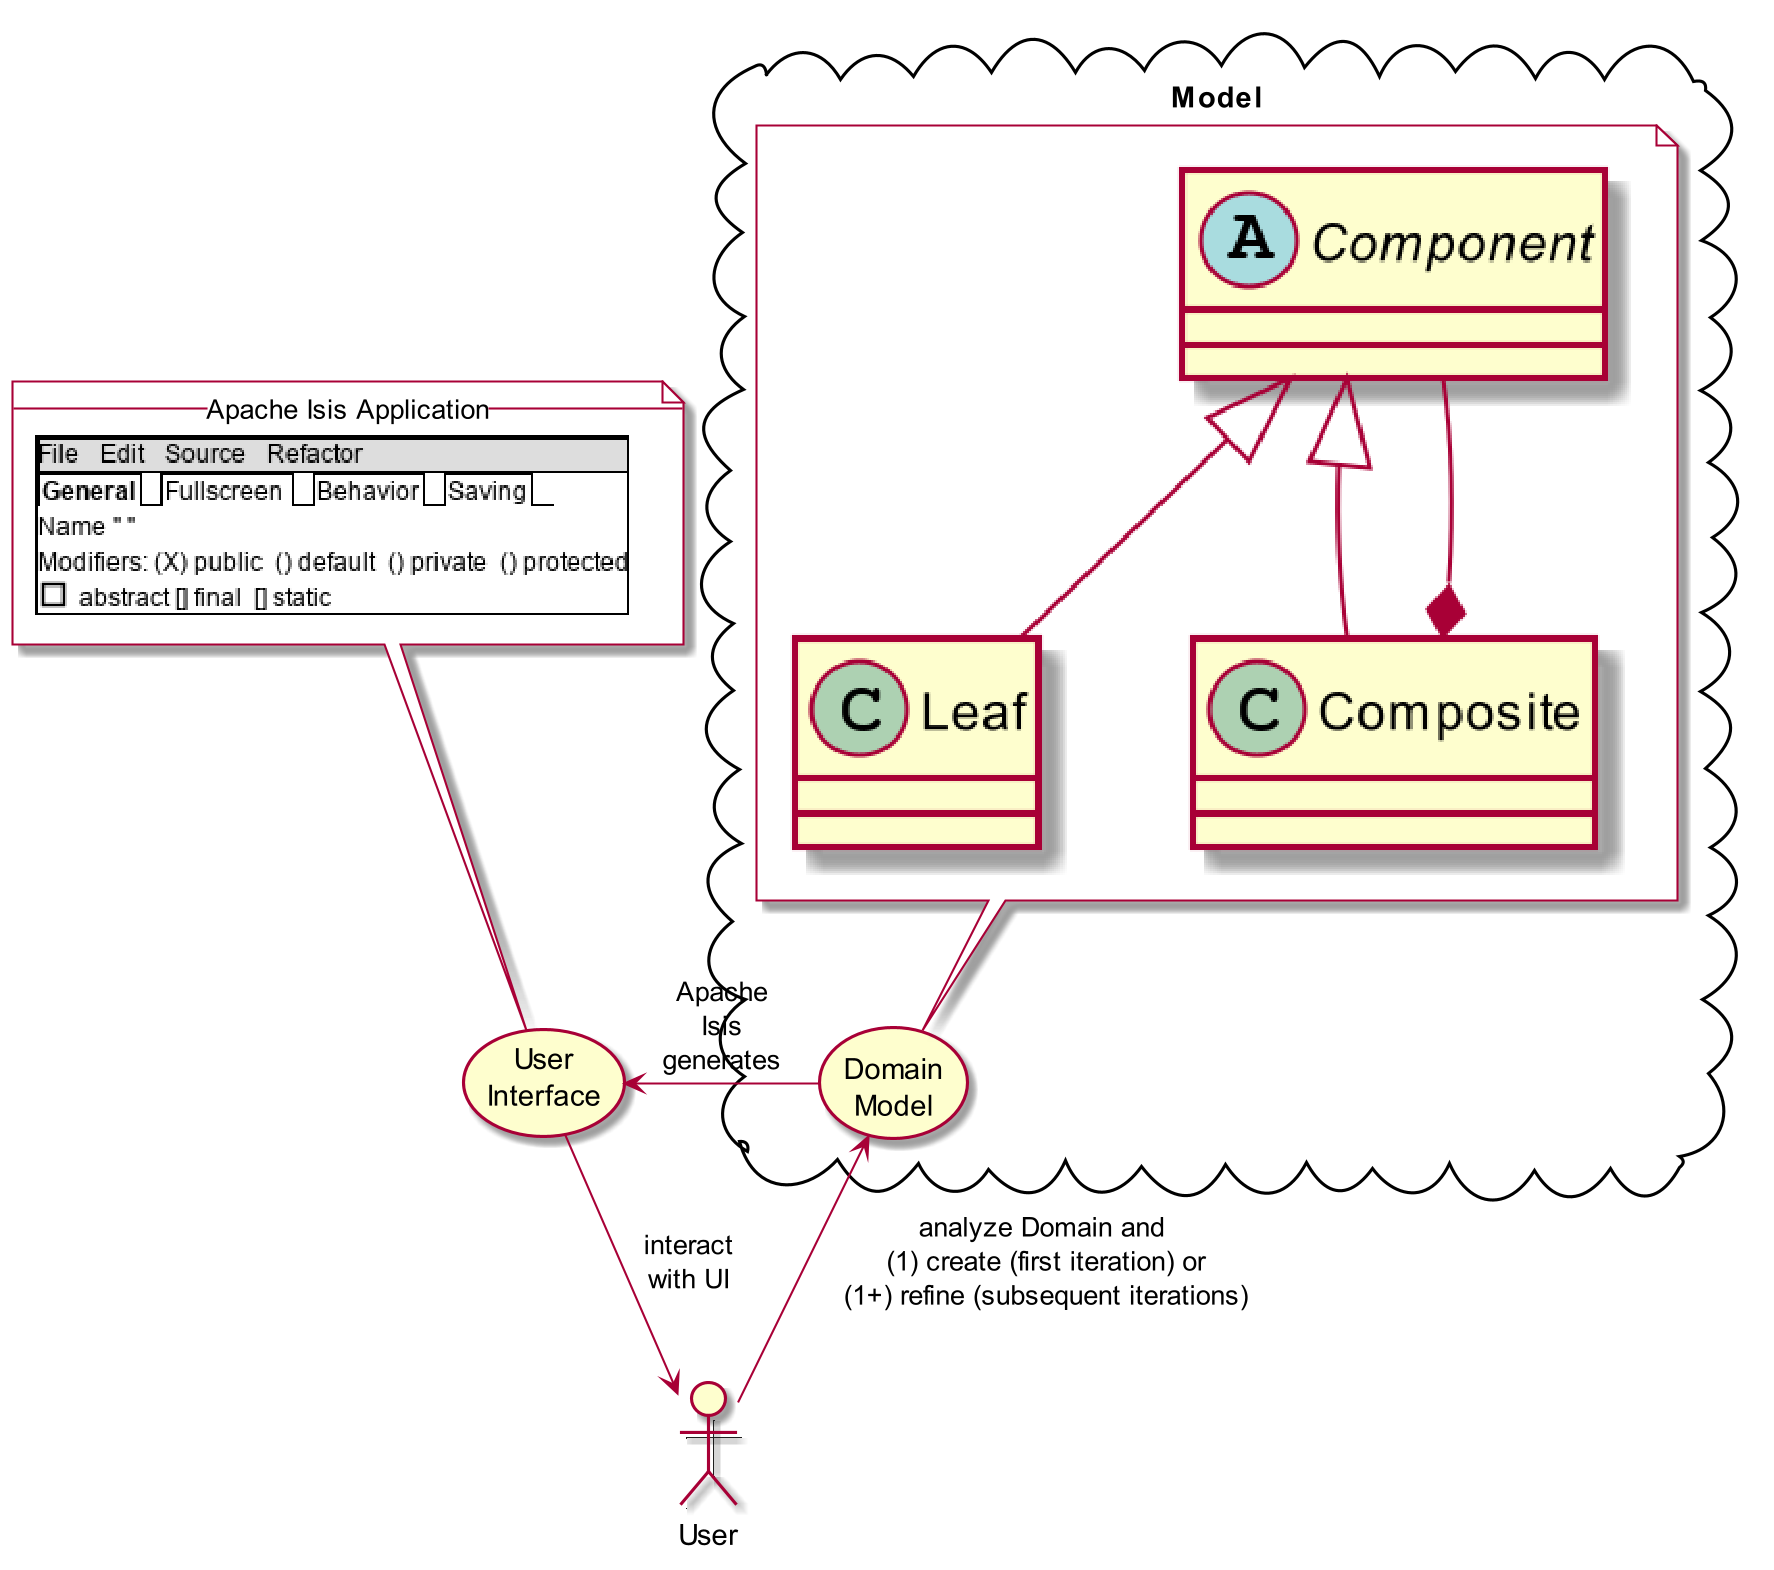 Model
A Component
C Leaf
C Composite
Apache Isis Application
File Edit Source Refactor
General Fullscreen Behavior Saving
Name " "
Modifiers: (X) public () default () private () protected
abstract [] final [] static
Apache
Isis
generates
User
Interface
Domain
Model
interact
with UI
analyze Domain and
(1) create (first iteration) or
(1+) refine (subsequent iterations)
User